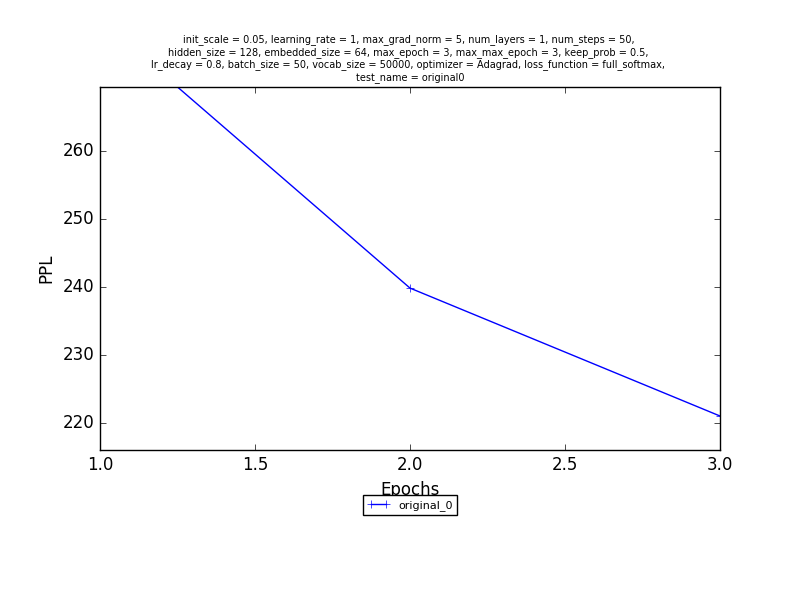 init_scale = 0.05, learning_rate = 1, max_grad_norm = 5, num_layers = 1, num_steps = 50,
hidden_size = 128, embedded_size = 64, max_epoch = 3, max_max_epoch = 3, keep_prob = 0.5,
lr_decay = 0.8, batch_size = 50, vocab_size = 50000, optimizer = Adagrad, loss_function = full_softmax,
test_name = original0
260
250
240
230
220
PPL
1.0 1.5 2.0 2.5 3.0
Epochs
original_0